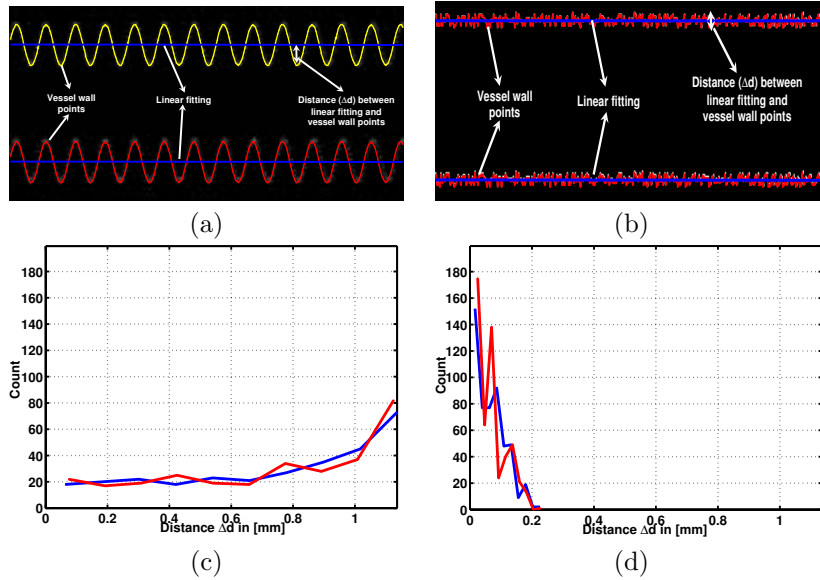 Vessel wall
points
Linear fitting
Distance (Δd) between
linear fitting and
vessel wall points
(a)
Vessel wall
points
Linear fitting
Distance (Δd) between
linear fitting and
vessel wall points
(b)
180
160
140
120
100
80
60
40
20
0
Count
0
0.2
0.4
0.6
0.8
1
Distance Δd in [mm]
(c)
180
160
140
120
100
80
60
40
20
0
Count
0
0.2
0.4
0.6
0.8
1
Distance Δd in [mm]
(d)